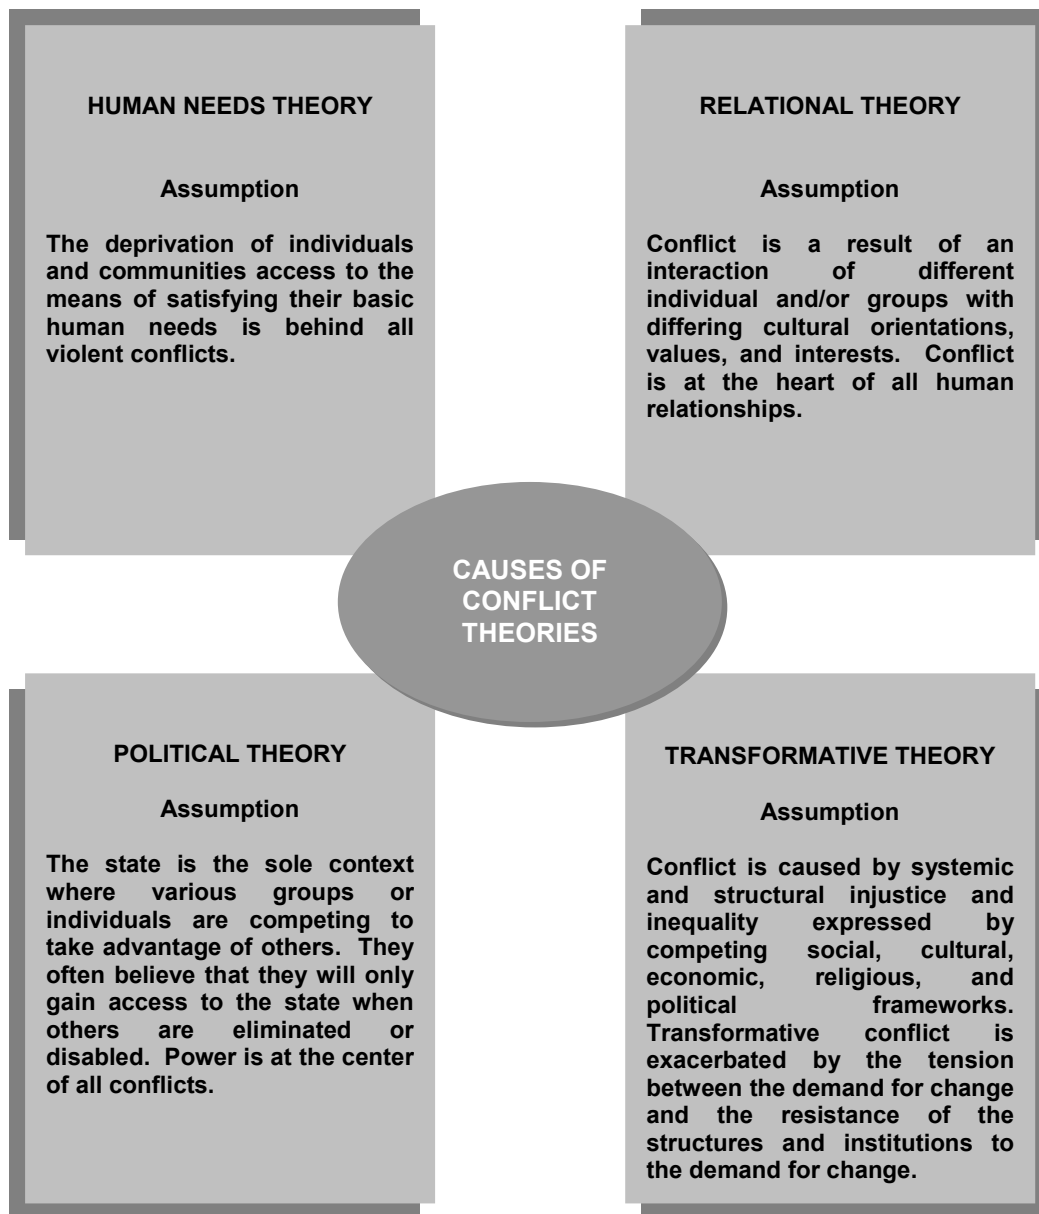 HUMAN NEEDS THEORY
Assumption
The deprivation of individuals
and communities access to the
means of satisfying their basic
human needs is behind all
violent conflicts.
RELATIONAL THEORY
Assumption
Conflict is a result of an
interaction of different
individual and/or groups with
differing cultural orientations,
values, and interests. Conflict
is at the heart of all human
relationships.
CAUSES OF
CONFLICT
THEORIES
POLITICAL THEORY
Assumption
The state is the sole context
where various groups or
individuals are competing to
take advantage of others. They
often believe that they will only
gain access to the state when
others are eliminated or
disabled. Power is at the center
of all conflicts.
TRANSFORMATIVE THEORY
Assumption
Conflict is caused by systemic
and structural injustice and
inequality expressed by
competing social, cultural,
economic, religious, and
political frameworks.
Transformative conflict is
exacerbated by the tension
between the demand for change
and the resistance of the
structures and institutions to
the demand for change.